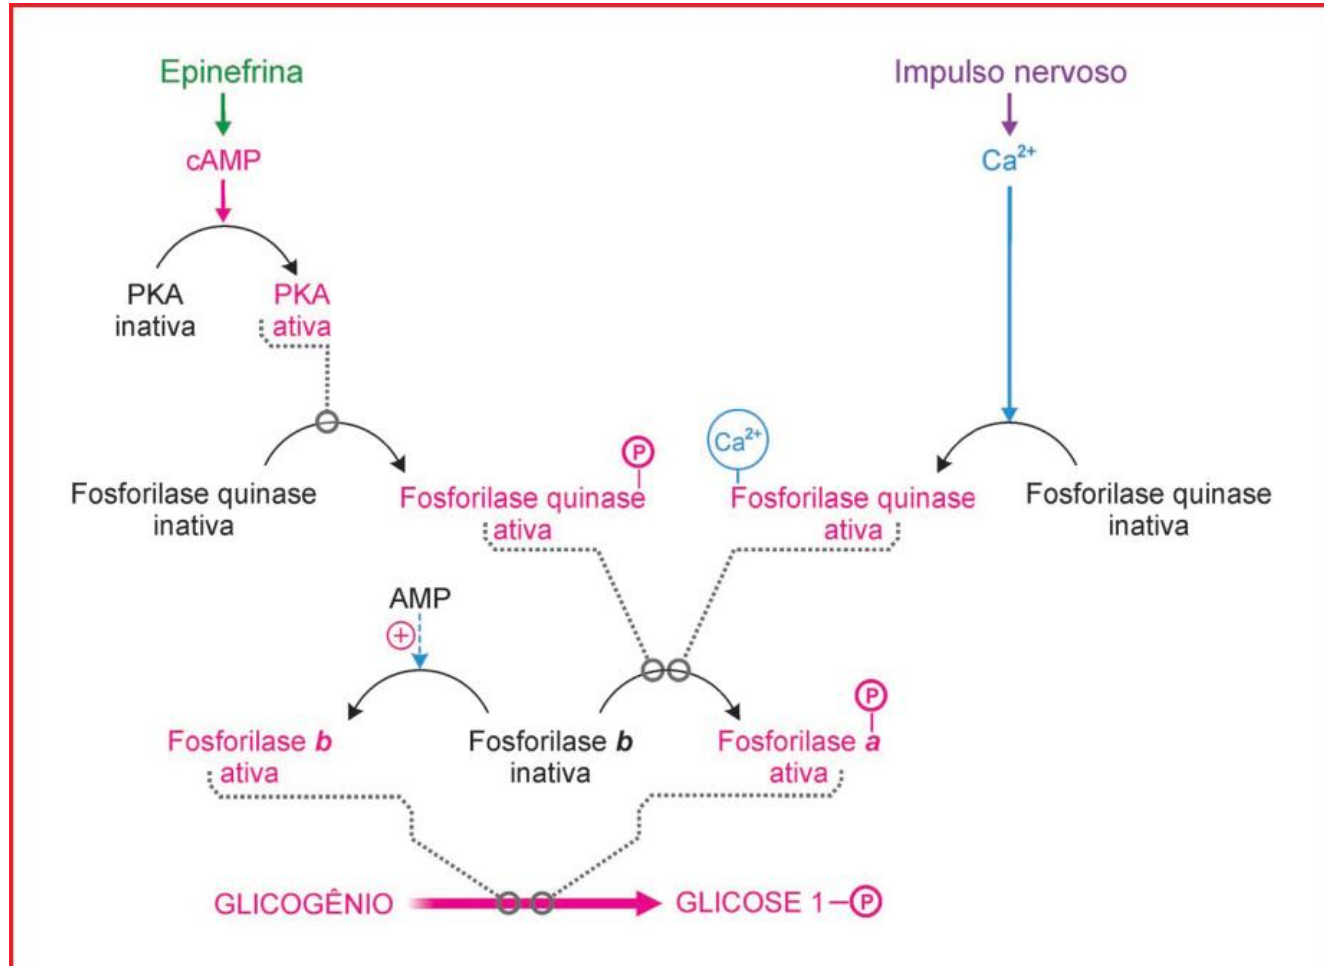 Epinefrina
Impulso nervoso
cAMP
Ca²⁺
PKA
inativa
PKA
ativa
P
Ca²⁺
Fosforilase quinase
inativa
Fosforilase quinase
ativa
Fosforilase quinase
ativa
Fosforilase quinase
inativa
AMP
+
P
Fosforilase b
ativa
Fosforilase b
inativa
Fosforilase a
ativa
GLICOGÊNIO
GLICOSE 1–P